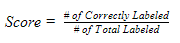 Score = # of Correctly Labeled / # of Total Labeled